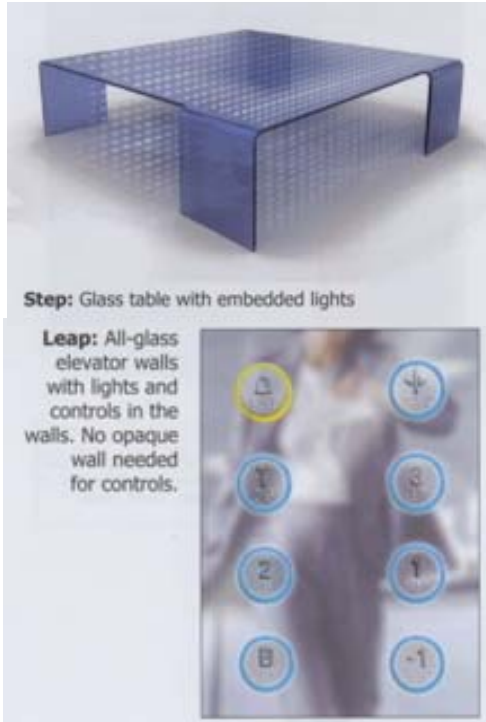 Step: Glass table with embedded lights
Leap: All-glass
elevator walls
with lights and
controls in the
walls. No opaque
wall needed
for controls.
3
2
1
-1